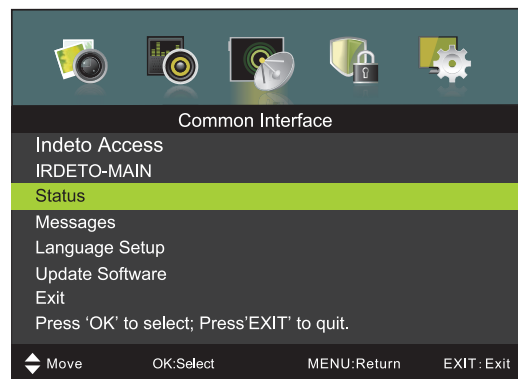 Common Interface
Indeto Access
IRDETO-MAIN
Status
Messages
Language Setup
Update Software
Exit
Press ‘OK’ to select; Press’EXIT’ to quit.
Move OK:Select MENU:Return EXIT:Exit